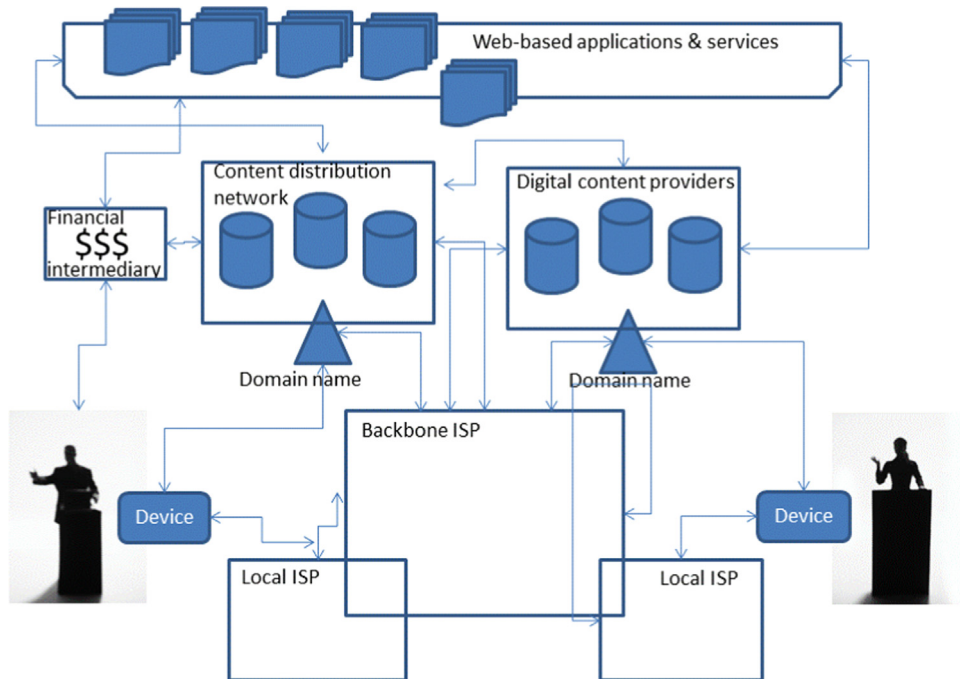 Web-based applications & services
Content distribution
network
Digital content providers
Financial
$$$
intermediary
Domain name
Domain name
Backbone ISP
Device
Device
Local ISP
Local ISP